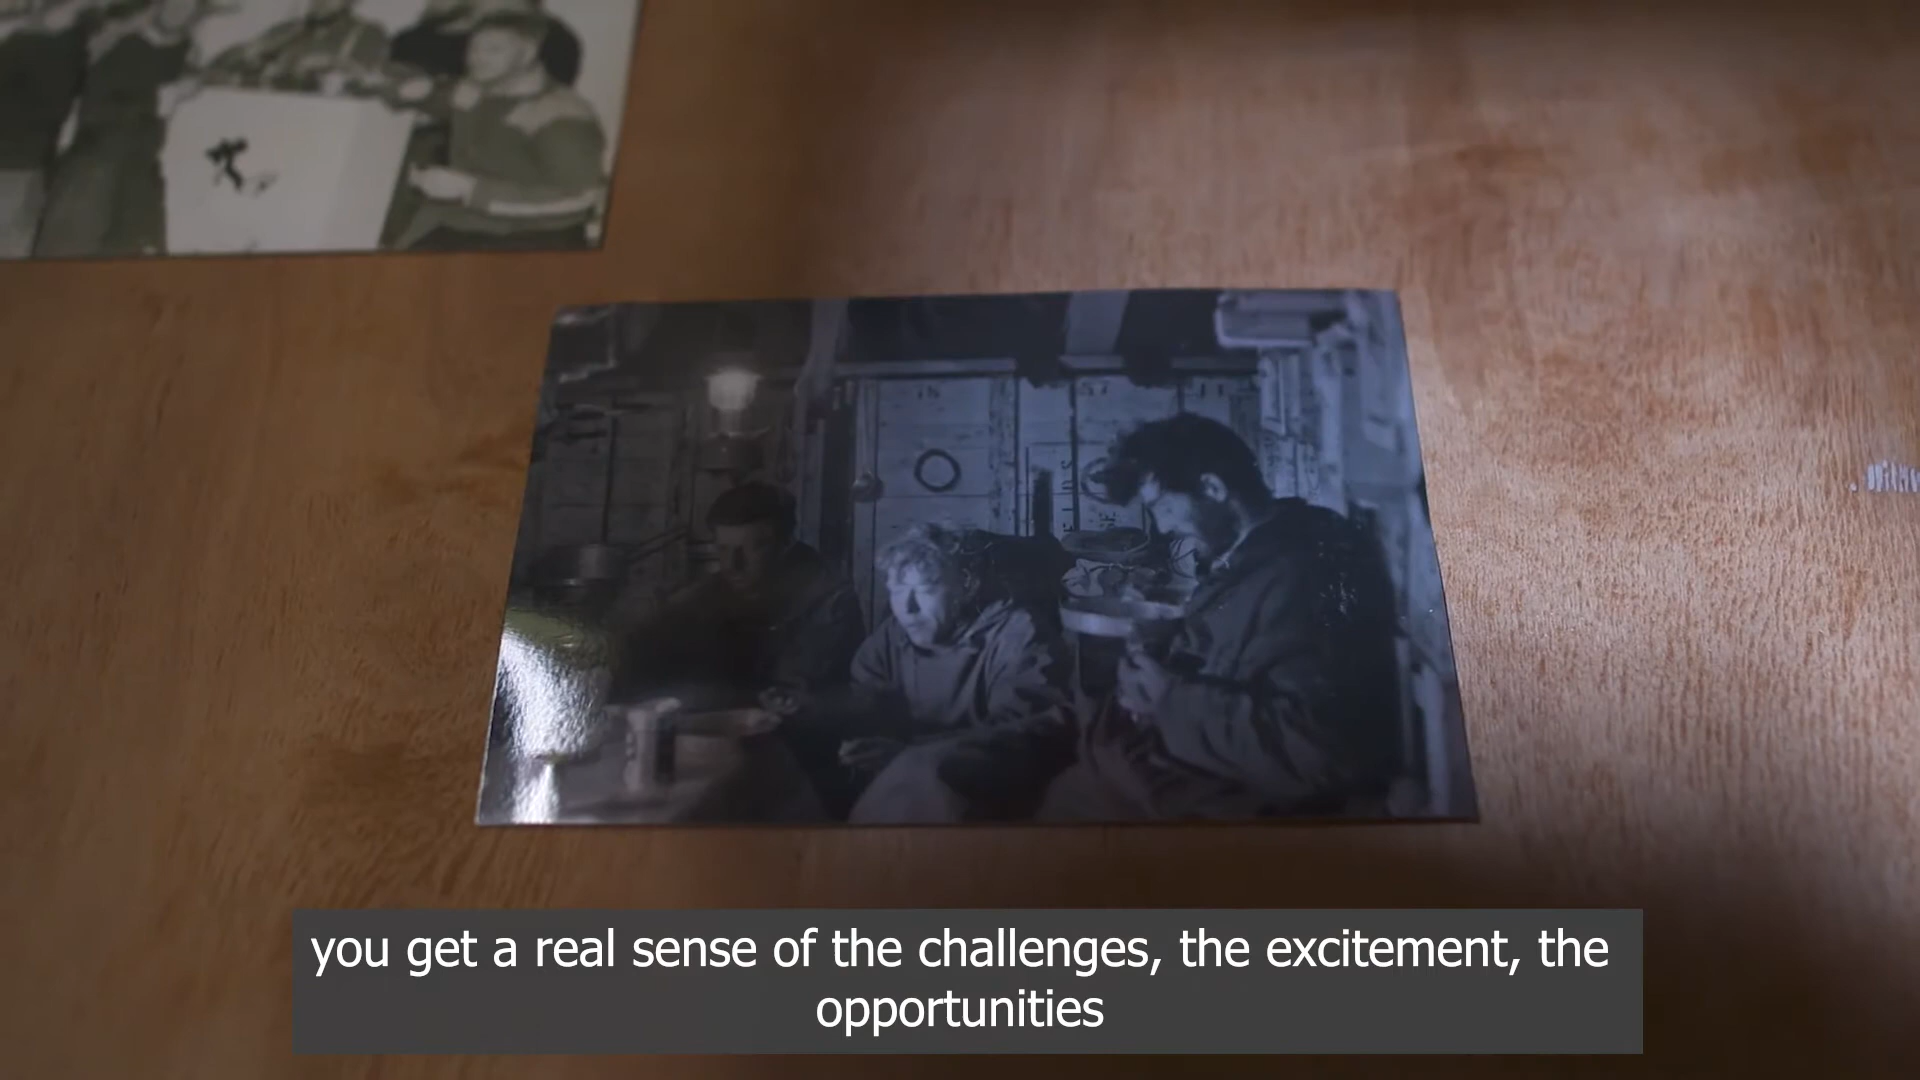 you get a real sense of the challenges, the excitement, the
opportunities